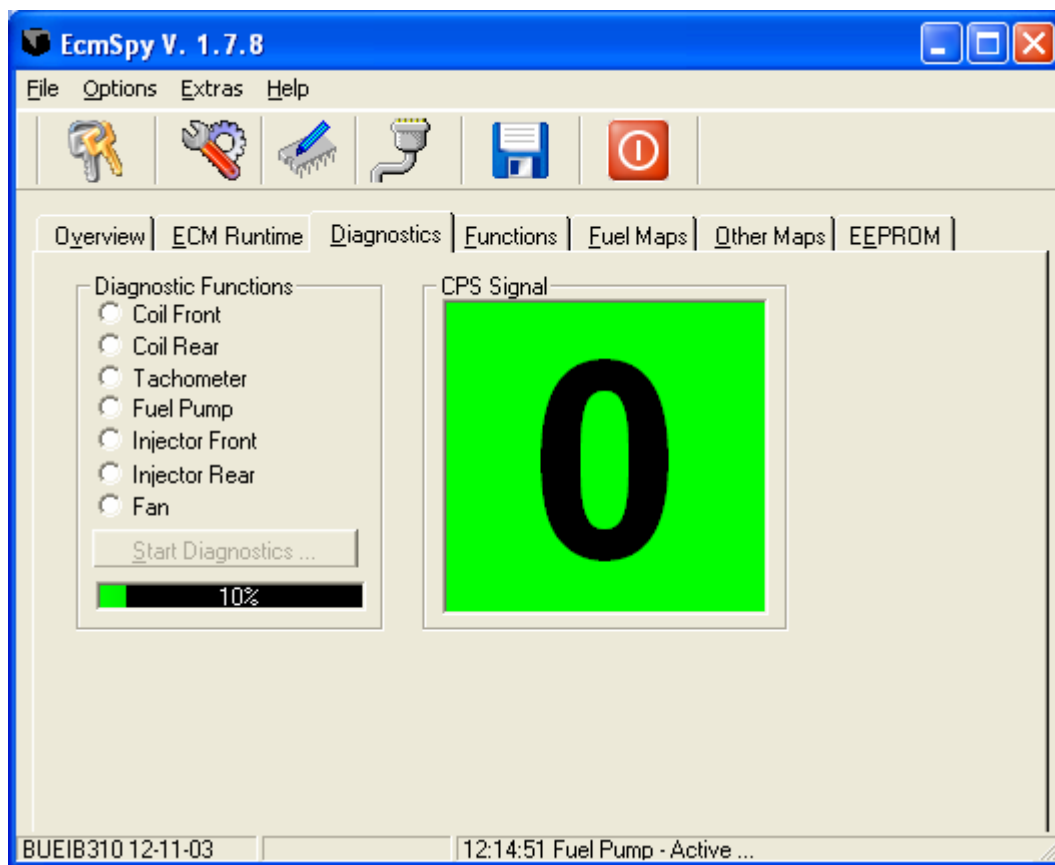 EcmSpy V. 1.7.8
File Options Extras Help
Overview ECM Runtime Diagnostics Functions Fuel Maps Other Maps EEPROM
Diagnostic Functions
Coil Front
Coil Rear
Tachometer
Fuel Pump
Injector Front
Injector Rear
Fan
Start Diagnostics ...
10%
CPS Signal
0
BUEIB310 12-11-03
12:14:51 Fuel Pump - Active ...